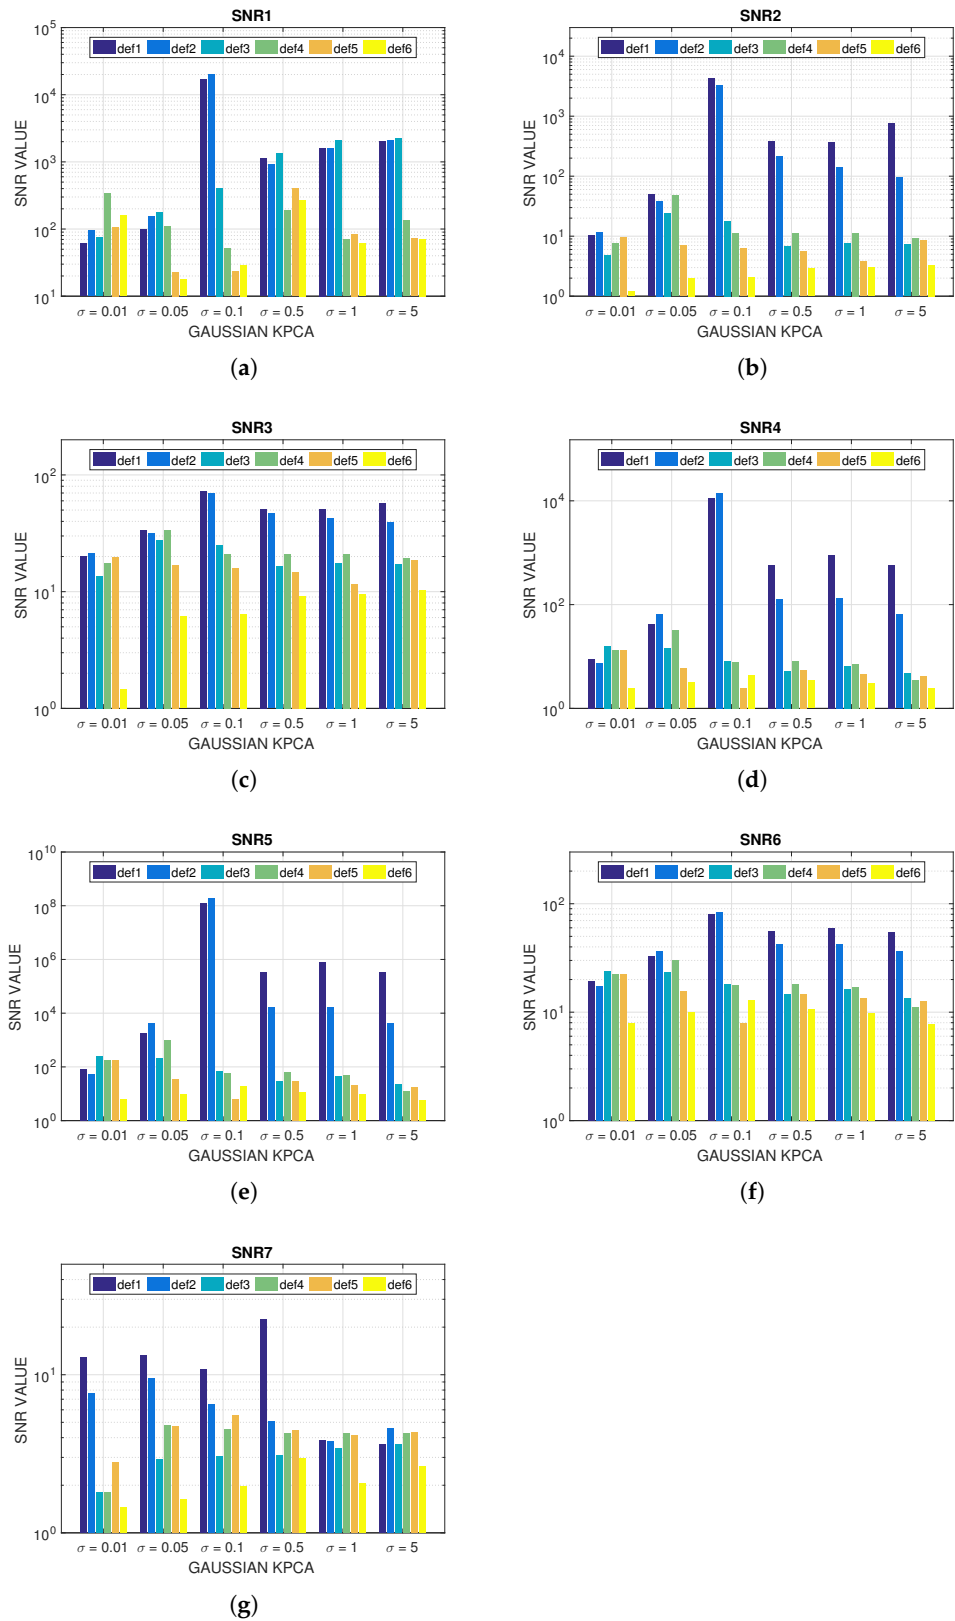 SNR1
def1 def2 def3 def4 def5 def6
10^5
10^4
10^3
10^2
10^1
SNR VALUE
σ = 0.01 σ = 0.05 σ = 0.1 σ = 0.5 σ = 1 σ = 5
GAUSSIAN KPCA
(a)
SNR2
def1 def2 def3 def4 def5 def6
10^4
10^3
10^2
10^1
10^0
SNR VALUE
σ = 0.01 σ = 0.05 σ = 0.1 σ = 0.5 σ = 1 σ = 5
GAUSSIAN KPCA
(b)
SNR3
def1 def2 def3 def4 def5 def6
10^2
10^1
10^0
SNR VALUE
σ = 0.01 σ = 0.05 σ = 0.1 σ = 0.5 σ = 1 σ = 5
GAUSSIAN KPCA
(c)
SNR4
def1 def2 def3 def4 def5 def6
10^4
10^2
10^0
SNR VALUE
σ = 0.01 σ = 0.05 σ = 0.1 σ = 0.5 σ = 1 σ = 5
GAUSSIAN KPCA
(d)
SNR5
def1 def2 def3 def4 def5 def6
10^10
10^8
10^6
10^4
10^2
10^0
SNR VALUE
σ = 0.01 σ = 0.05 σ = 0.1 σ = 0.5 σ = 1 σ = 5
GAUSSIAN KPCA
(e)
SNR6
def1 def2 def3 def4 def5 def6
10^2
10^1
10^0
SNR VALUE
σ = 0.01 σ = 0.05 σ = 0.1 σ = 0.5 σ = 1 σ = 5
GAUSSIAN KPCA
(f)
SNR7
def1 def2 def3 def4 def5 def6
10^1
10^0
SNR VALUE
σ = 0.01 σ = 0.05 σ = 0.1 σ = 0.5 σ = 1 σ = 5
GAUSSIAN KPCA
(g)